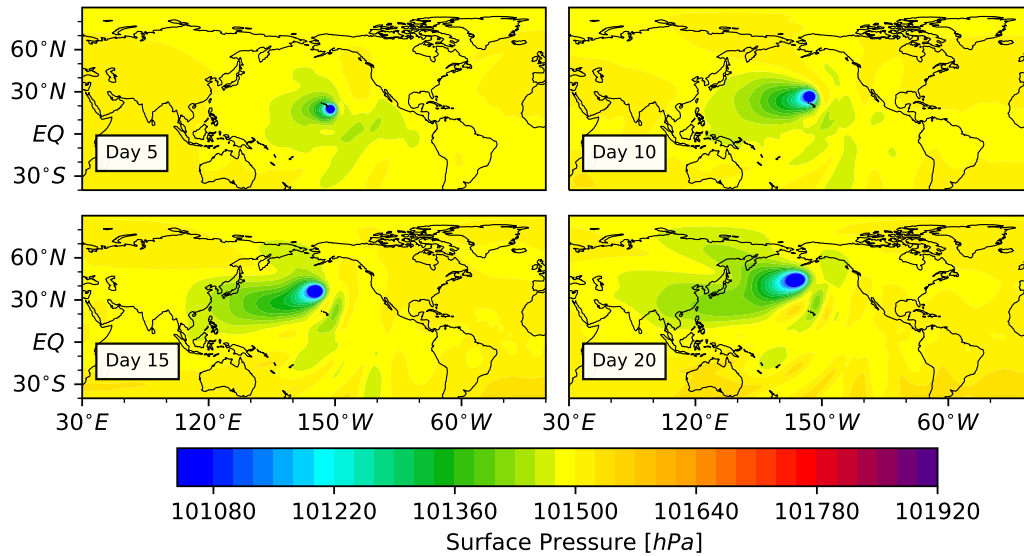 60°N
30°N
EQ
30°S
Day 5
Day 10
60°N
30°N
EQ
30°S
Day 15
Day 20
30°E 120°E 150°W 60°W 30°E 120°E 150°W 60°W
101080 101220 101360 101500 101640 101780 101920
Surface Pressure [hPa]